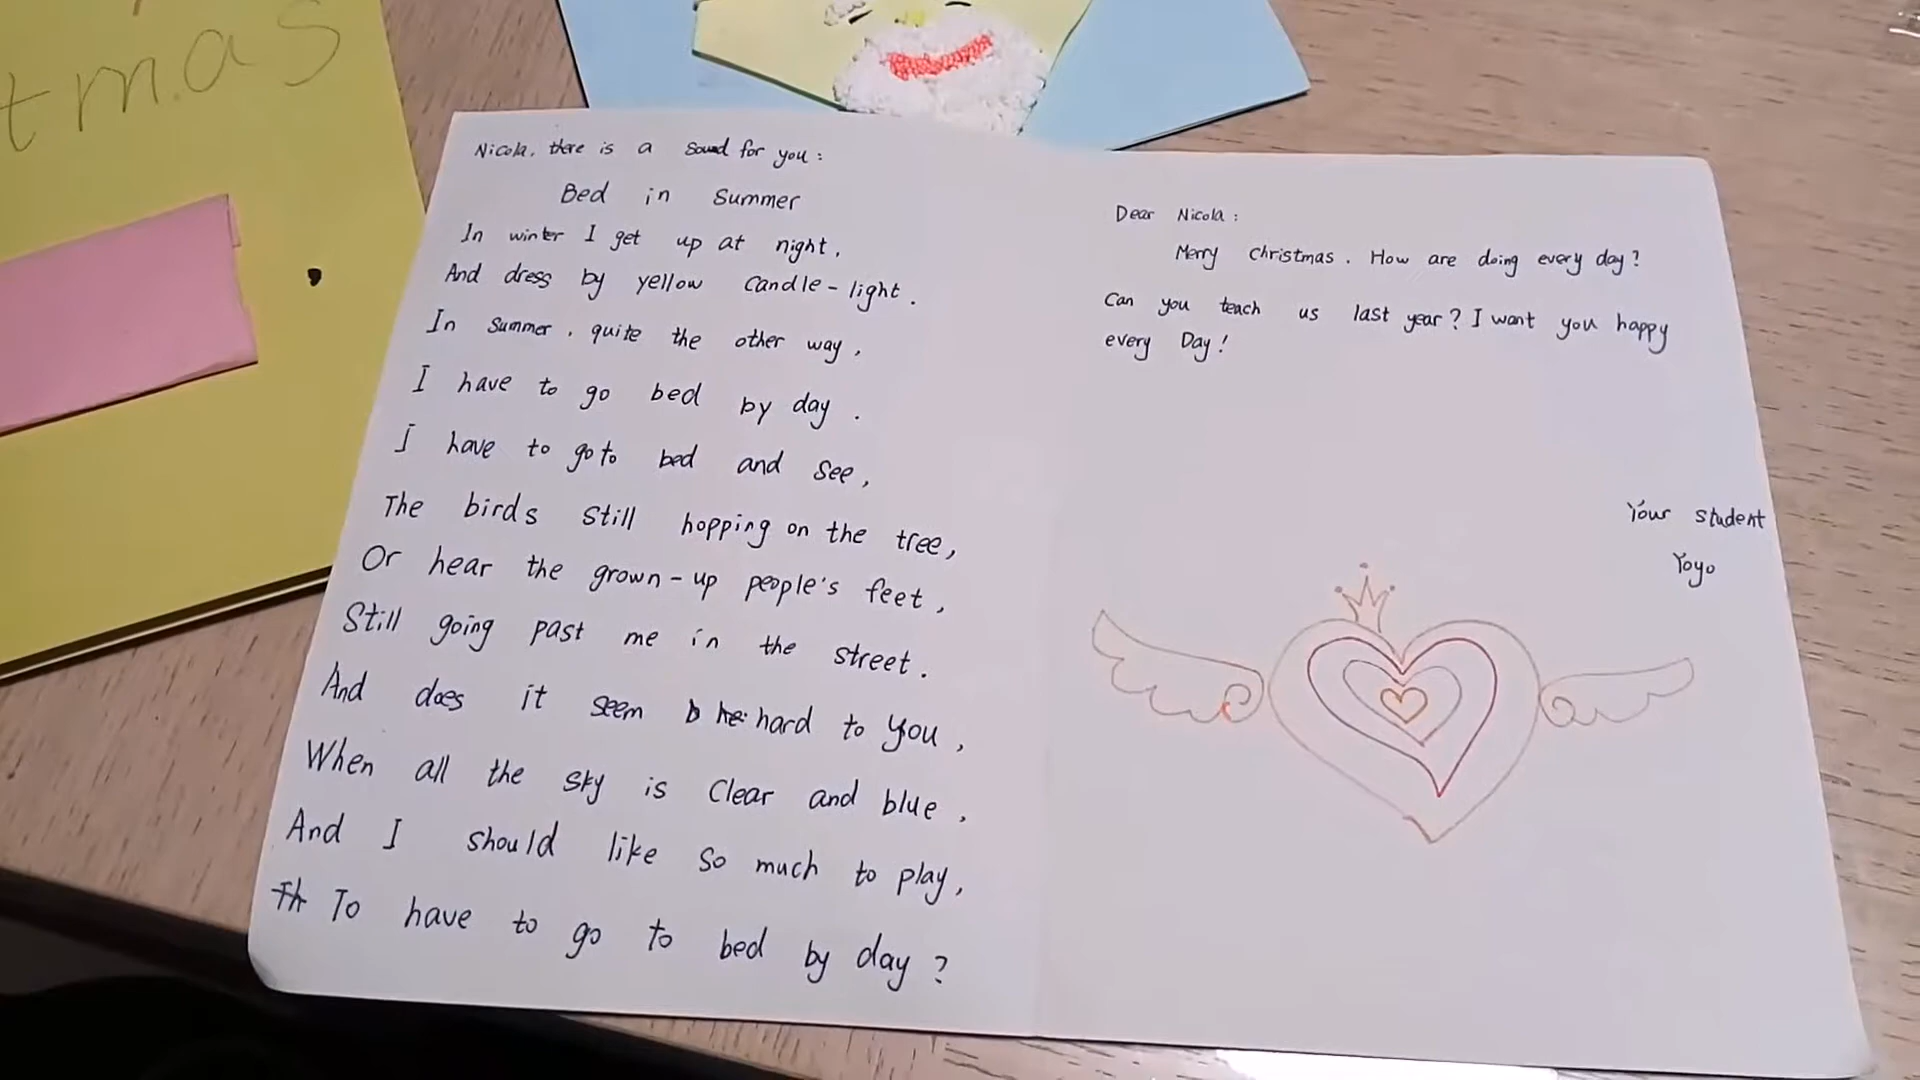 tmas
Nicola, there is a sound for you:
Bed in Summer
In winter I get up at night,
And dress by yellow candle-light.
In Summer, quite the other way,
I have to go bed by day.
I have to go to bed and see,
The birds still hopping on the tree,
Or hear the grown-up people's feet,
Still going past me in the street.
And does it seem hard to you,
When all the sky is clear and blue,
And I should like so much to play,
Th To have to go to bed by day?
Dear Nicola:
Merry christmas. How are doing every day?
Can you teach us last year? I want you happy
every Day!
Your student
Yoyo